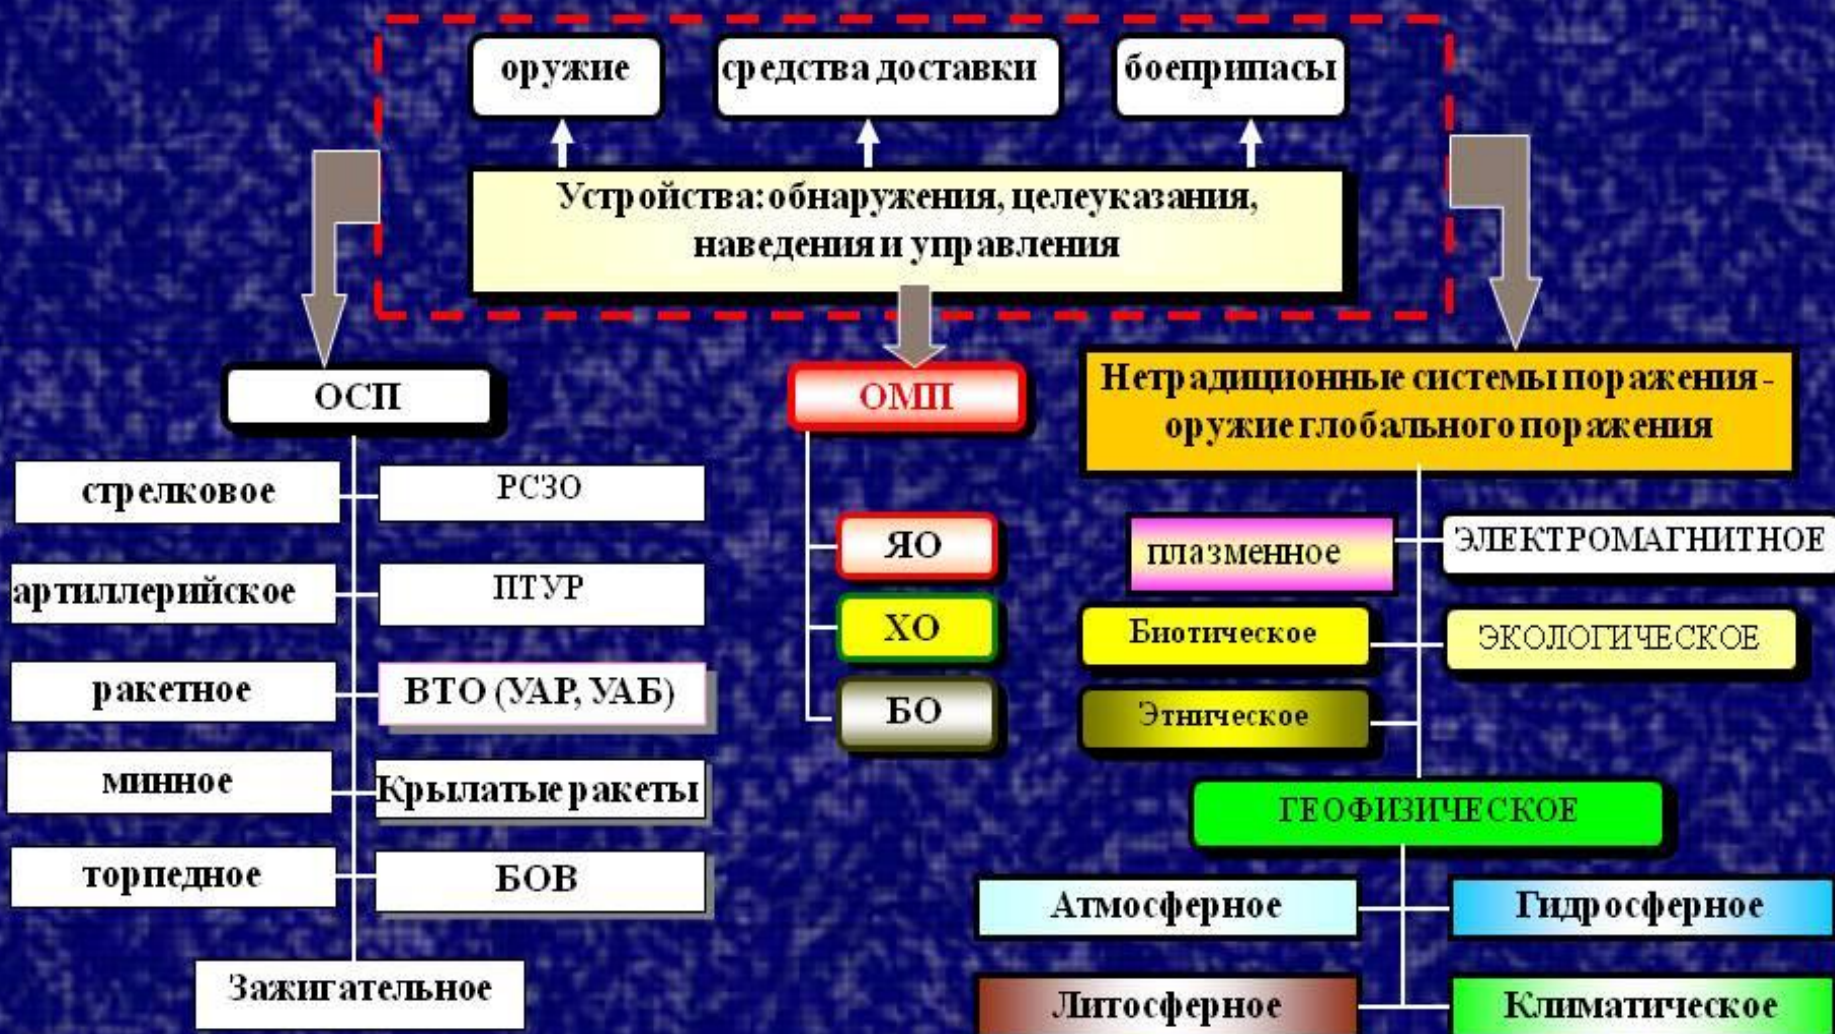 оружие
средства доставки
боеприпасы
Устройства: обнаружения, целеуказания,
наведения и управления
ОСП
ОМП
Нетрадиционные системы поражения -
оружие глобального поражения
стрелковое
РСЗО
артиллерийское
ПТУР
ракетное
ВТО (УАР, УАБ)
минное
Крылатые ракеты
торпедное
БОВ
Зажигательное
ЯО
ХО
БО
плазменное
ЭЛЕКТРОМАГНИТНОЕ
Биотическое
ЭКОЛОГИЧЕСКОЕ
Этническое
ГЕОФИЗИЧЕСКОЕ
Атмосферное
Гидросферное
Литосферное
Климатическое